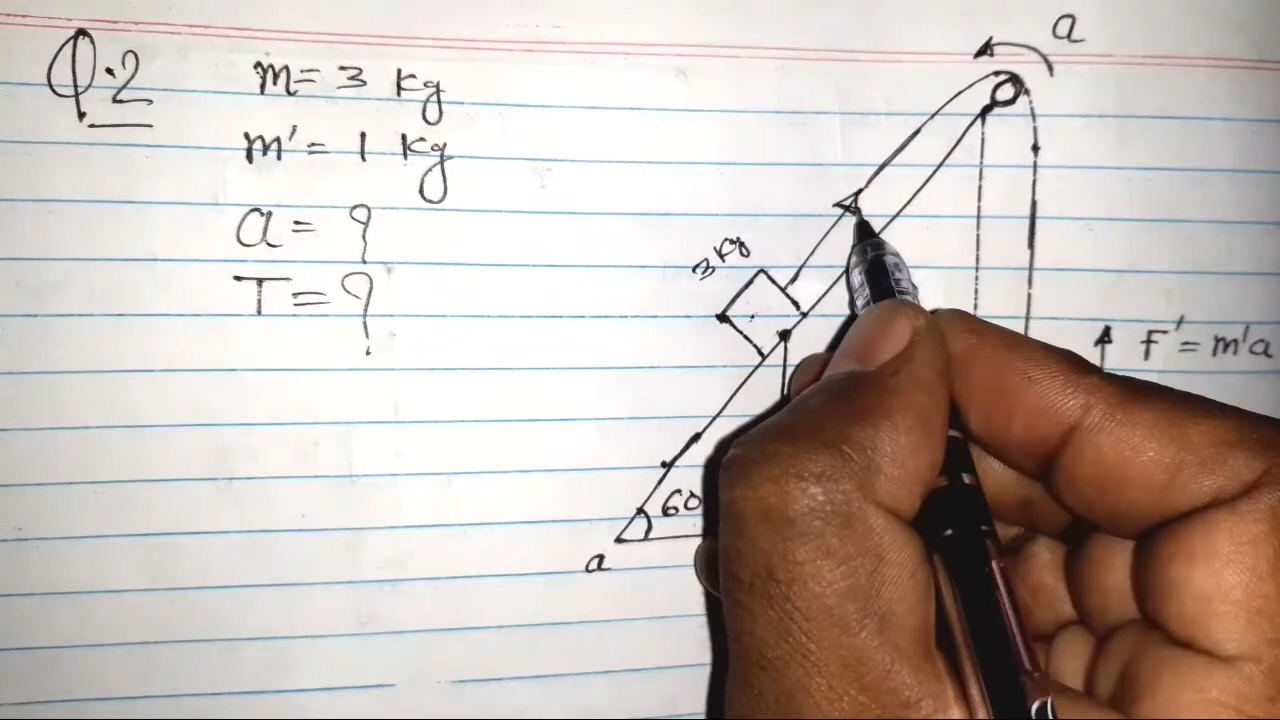 Q.2
m = 3 kg
m' = 1 kg
a = ?
T = ?
a
3 kg
F' = m'a
60
a